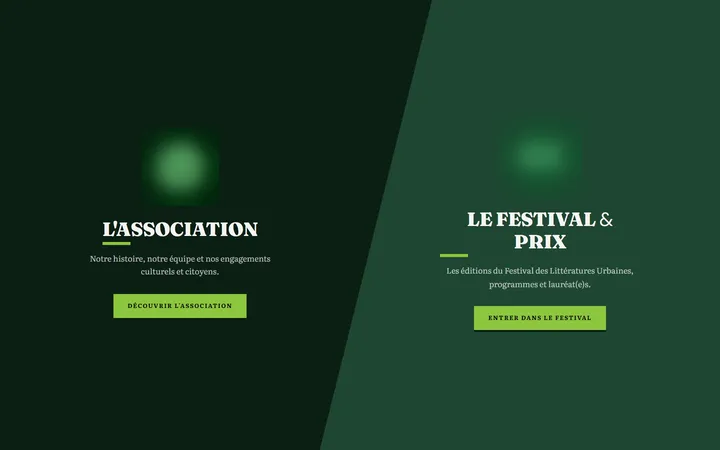 L'ASSOCIATION
Notre histoire, notre équipe et nos engagements
culturels et citoyens.
DÉCOUVRIR L'ASSOCIATION
LE FESTIVAL &
PRIX
Les éditions du Festival des Littératures Urbaines,
programmes et lauréat(e)s.
ENTRER DANS LE FESTIVAL